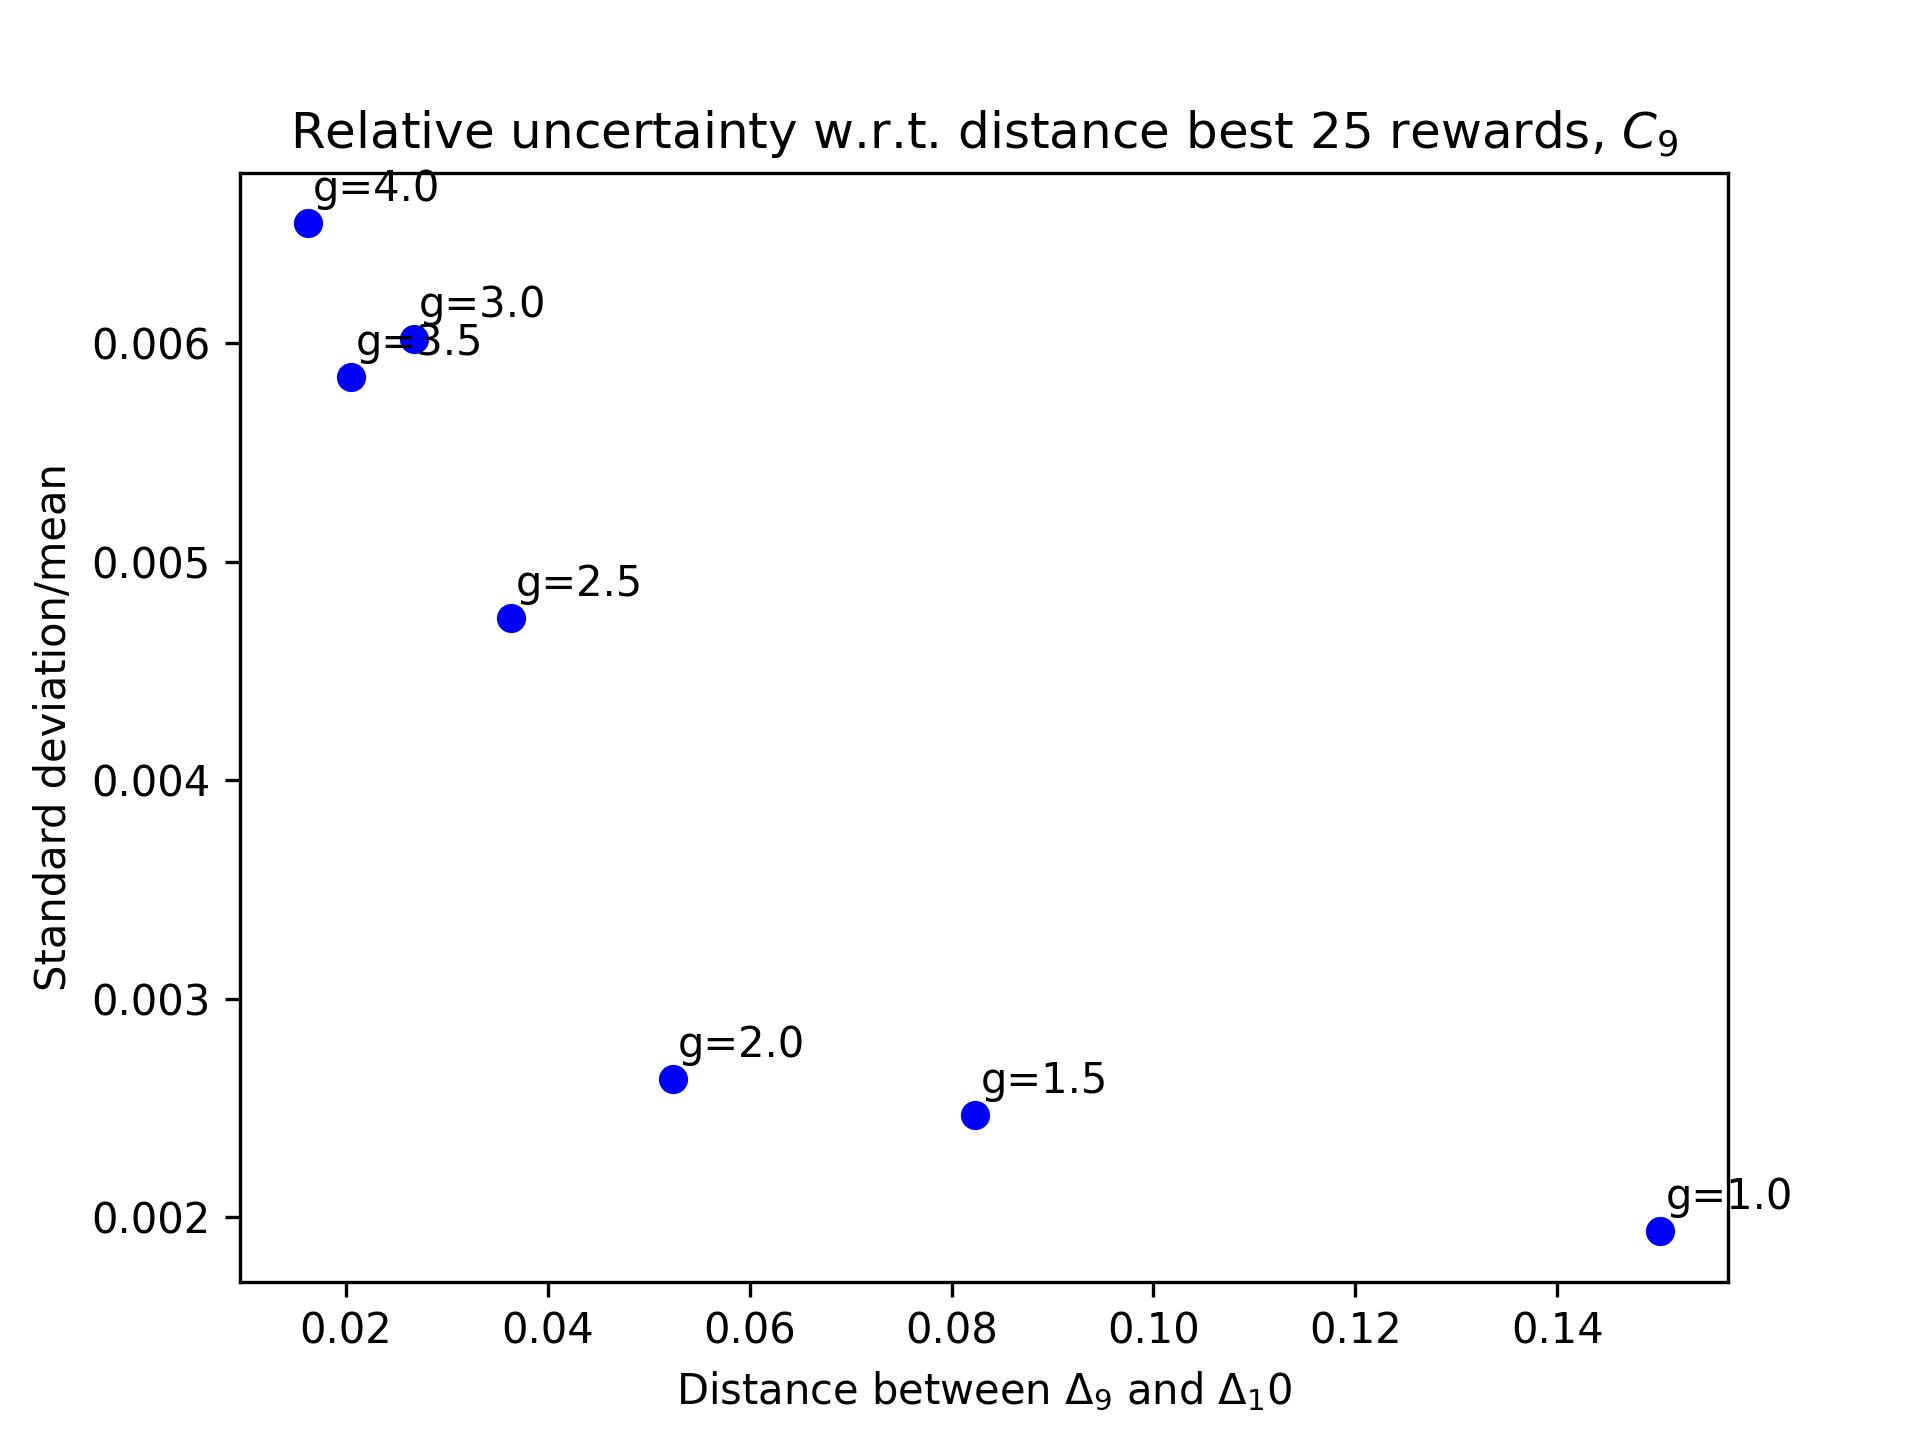 Relative uncertainty w.r.t. distance best 25 rewards, C₉
g=4.0
g=3.0
g=3.5
g=2.5
g=2.0
g=1.5
g=1.0
Standard deviation/mean
0.006
0.005
0.004
0.003
0.002
0.02 0.04 0.06 0.08 0.10 0.12 0.14
Distance between Δ₉ and Δ₁0